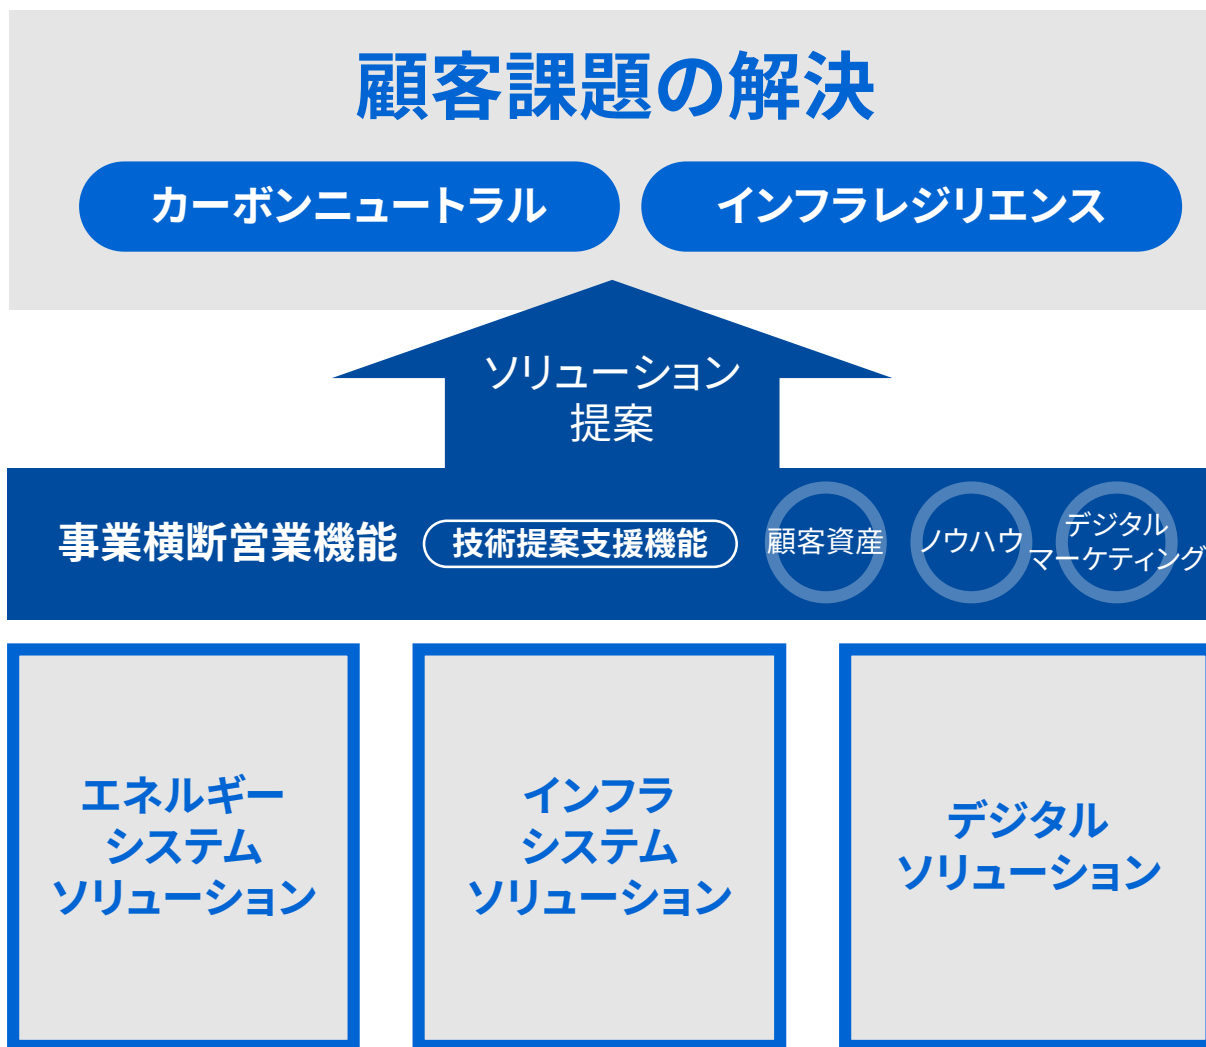 顧客課題の解決
カーボンニュートラル
インフラレジリエンス
ソリューション
提案
事業横断営業機能
技術提案支援機能
顧客資産
ノウハウ
デジタル
マーケティング
エネルギー
システム
ソリューション
インフラ
システム
ソリューション
デジタル
ソリューション